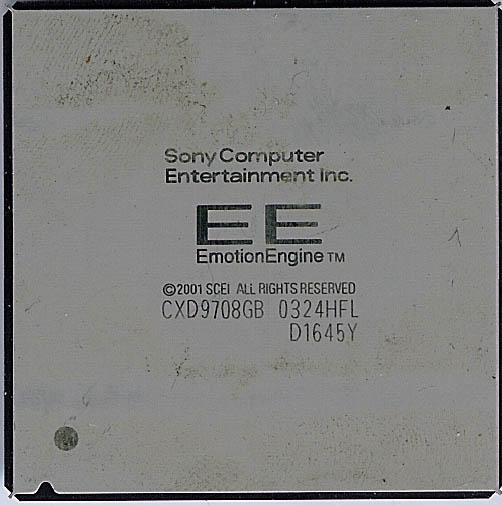 Sony Computer
Entertainment Inc.
EE
EmotionEngine™
©2001 SCEI ALL RIGHTS RESERVED
CXD9708GB 0324HFL
D1645Y